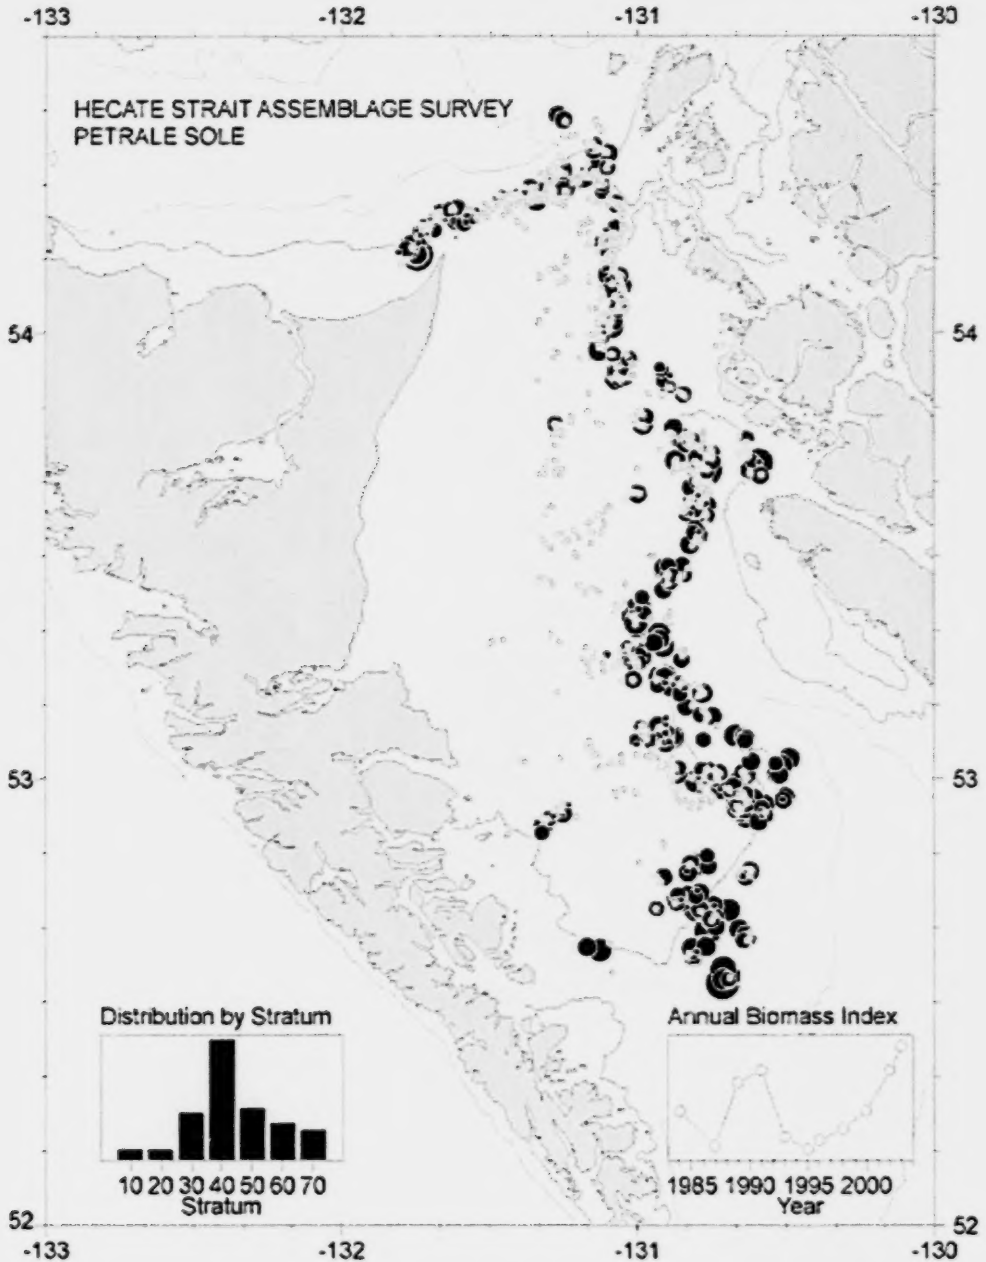 -133 -132 -131 -130
HECATE STRAIT ASSEMBLAGE SURVEY
PETRALE SOLE
54 54
53 53
Distribution by Stratum
10 20 30 40 50 60 70
Stratum
Annual Biomass Index
1985 1990 1995 2000
Year
52 52
-133 -132 -131 -130